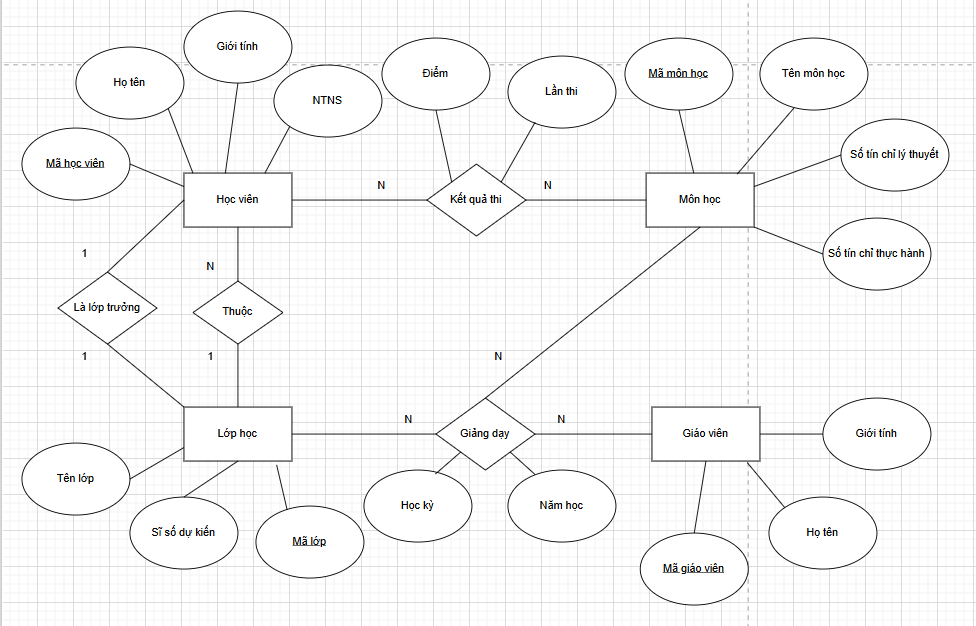 Giới tính
Họ tên
NTNS
Điểm
Lần thi
Mã môn học
Tên môn học
Mã học viên
Số tín chỉ lý thuyết
Học viên
N
Kết quả thi
N
Môn học
1
N
Số tín chỉ thực hành
Là lớp trưởng
Thuộc
1
1
N
Lớp học
N
Giảng dạy
N
Giáo viên
Giới tính
Tên lớp
Sĩ số dự kiến
Mã lớp
Học kỳ
Năm học
Họ tên
Mã giáo viên